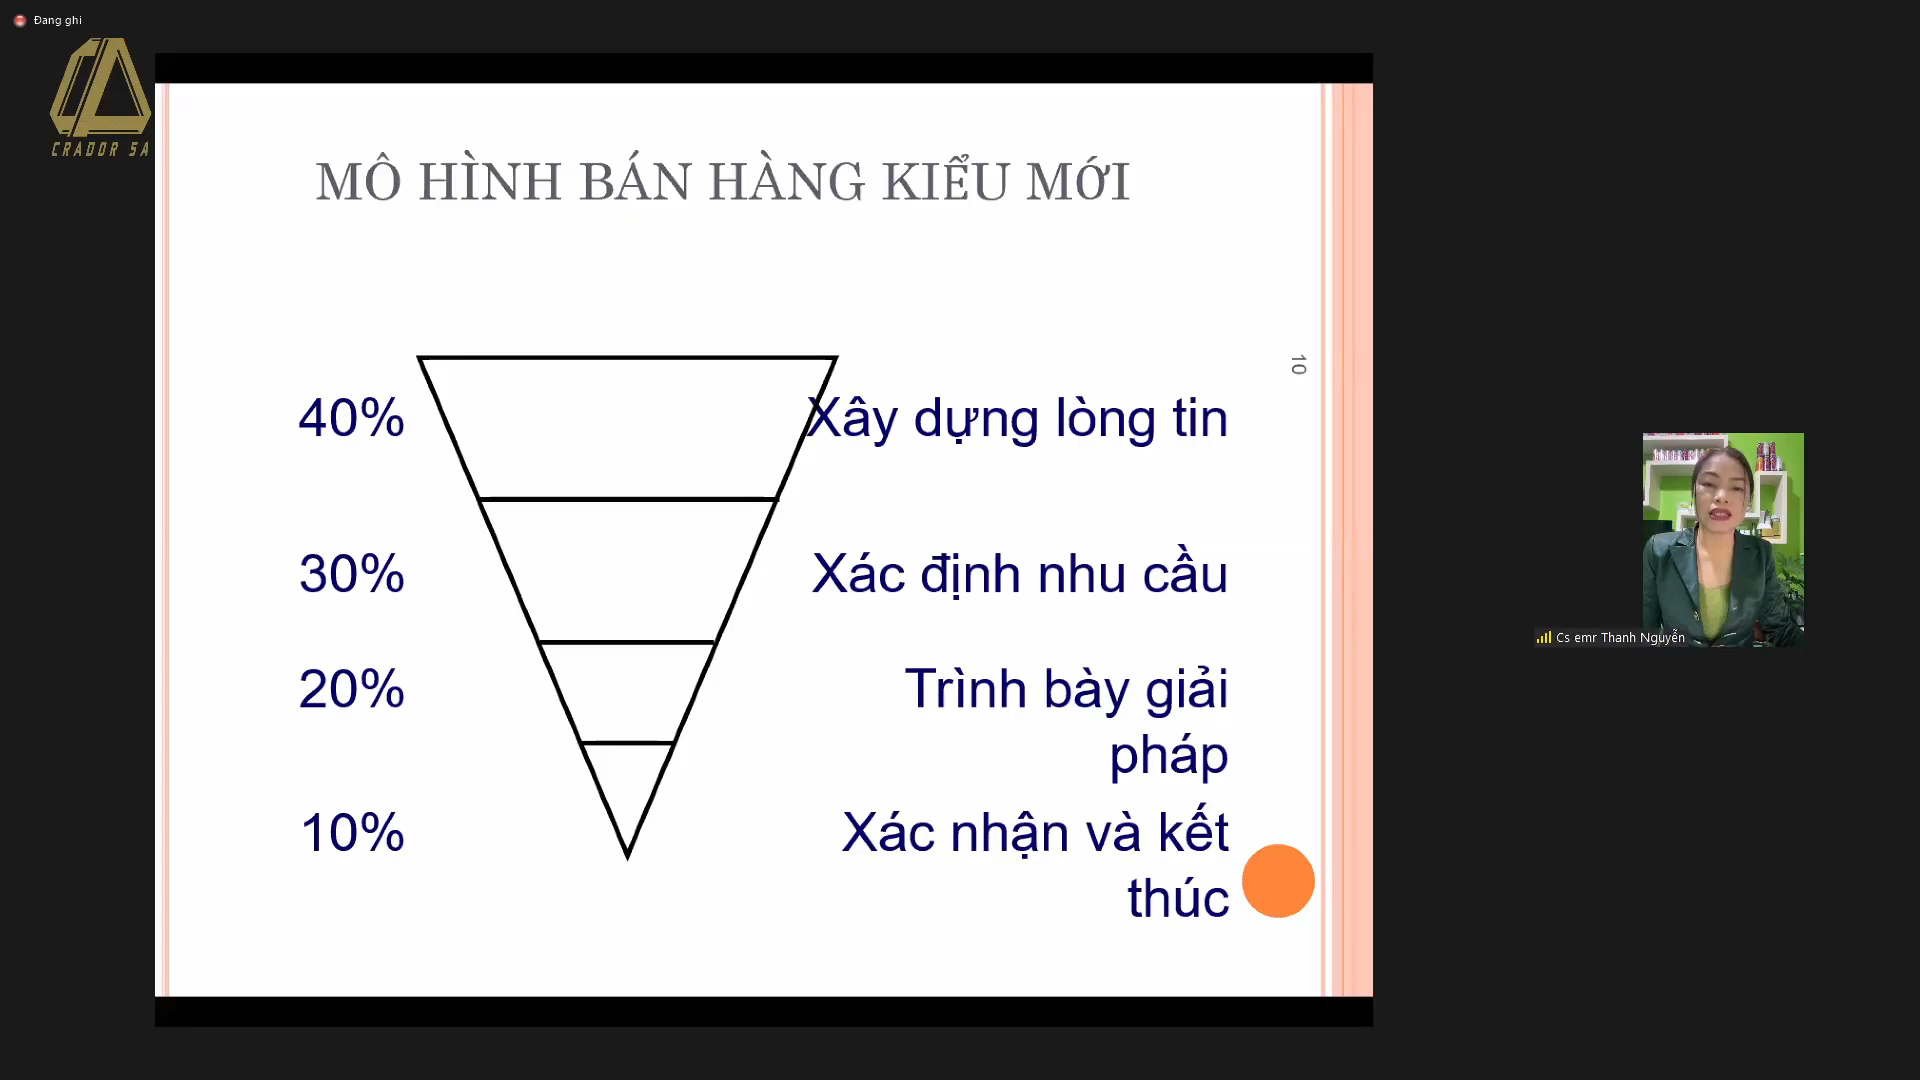 Đang ghi
CRADOR SA
MÔ HÌNH BÁN HÀNG KIỂU MỚI
10
40%
Xây dựng lòng tin
30%
Xác định nhu cầu
20%
Trình bày giải
pháp
10%
Xác nhận và kết
thúc
Cs emr Thanh Nguyễn